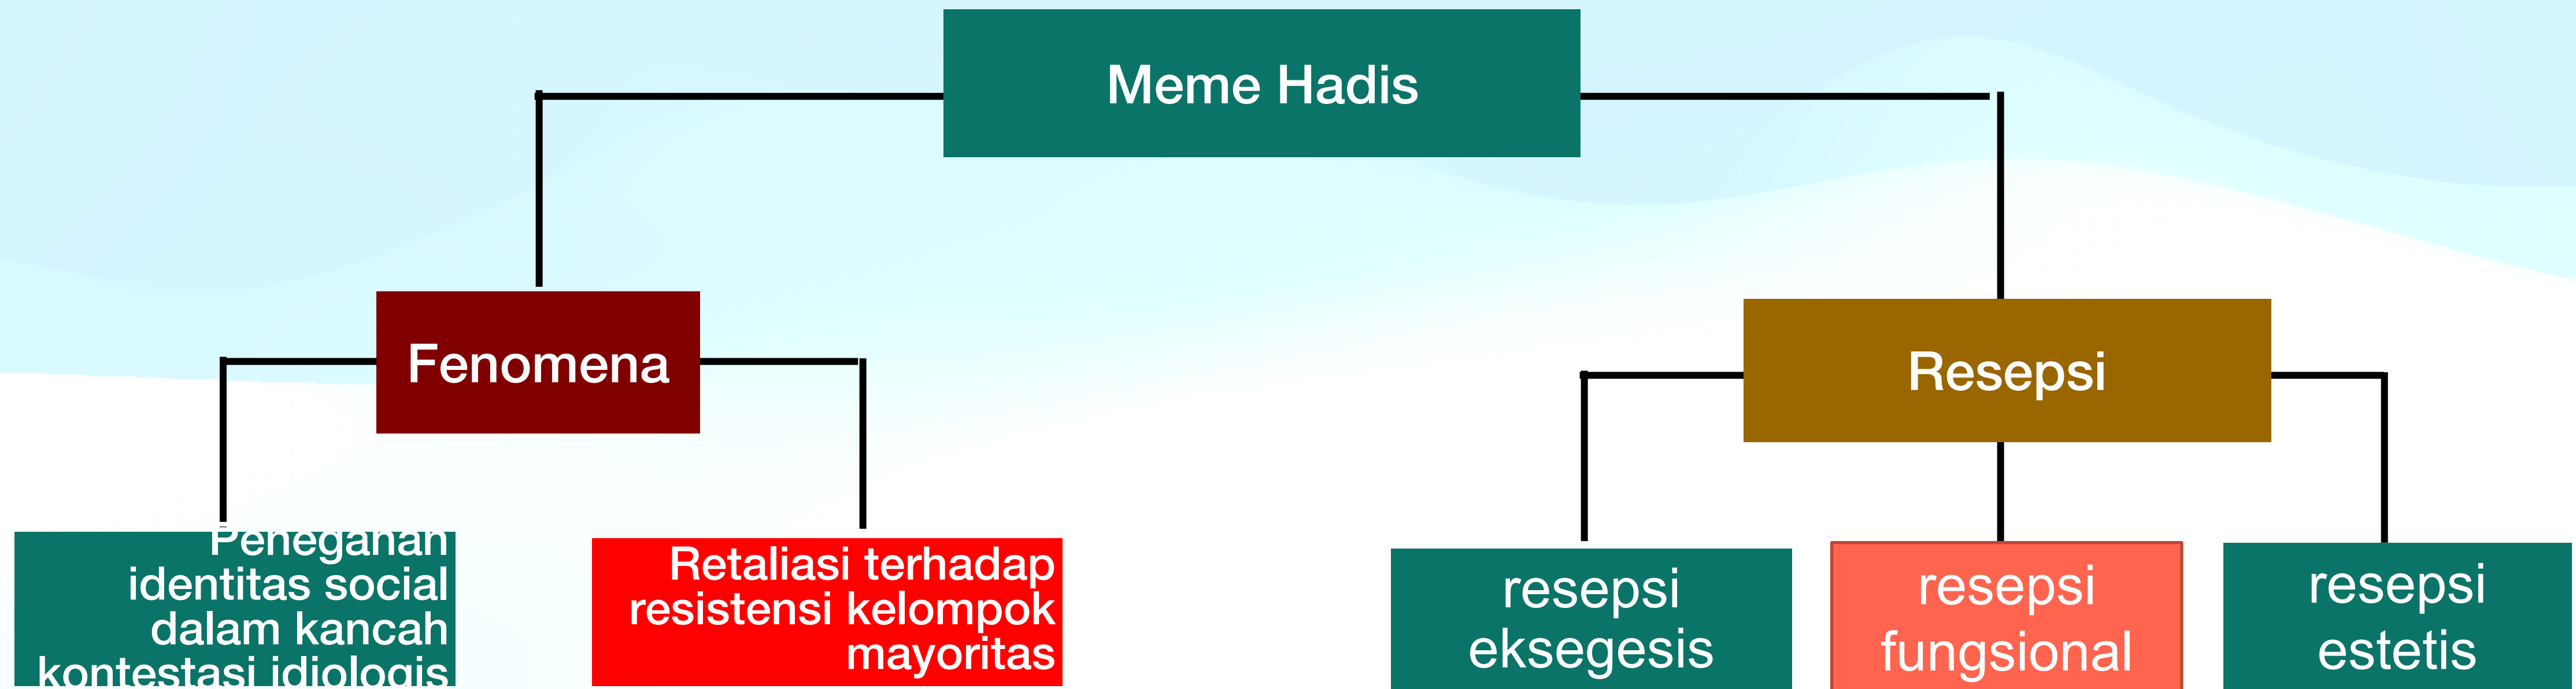 Meme Hadis
Fenomena
Resepsi
Peneganan
identitas social
dalam kancah
kontestasi idiologis
Retaliasi terhadap
resistensi kelompok
mayoritas
resepsi
eksegesis
resepsi
fungsional
resepsi
estetis